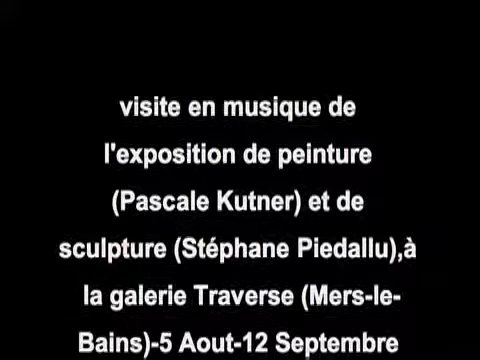 visite en musique de
l'exposition de peinture
(Pascale Kutner) et de
sculpture (Stéphane Piedallu),à
la galerie Traverse (Mers-le-
Bains)-5 Aout-12 Septembre